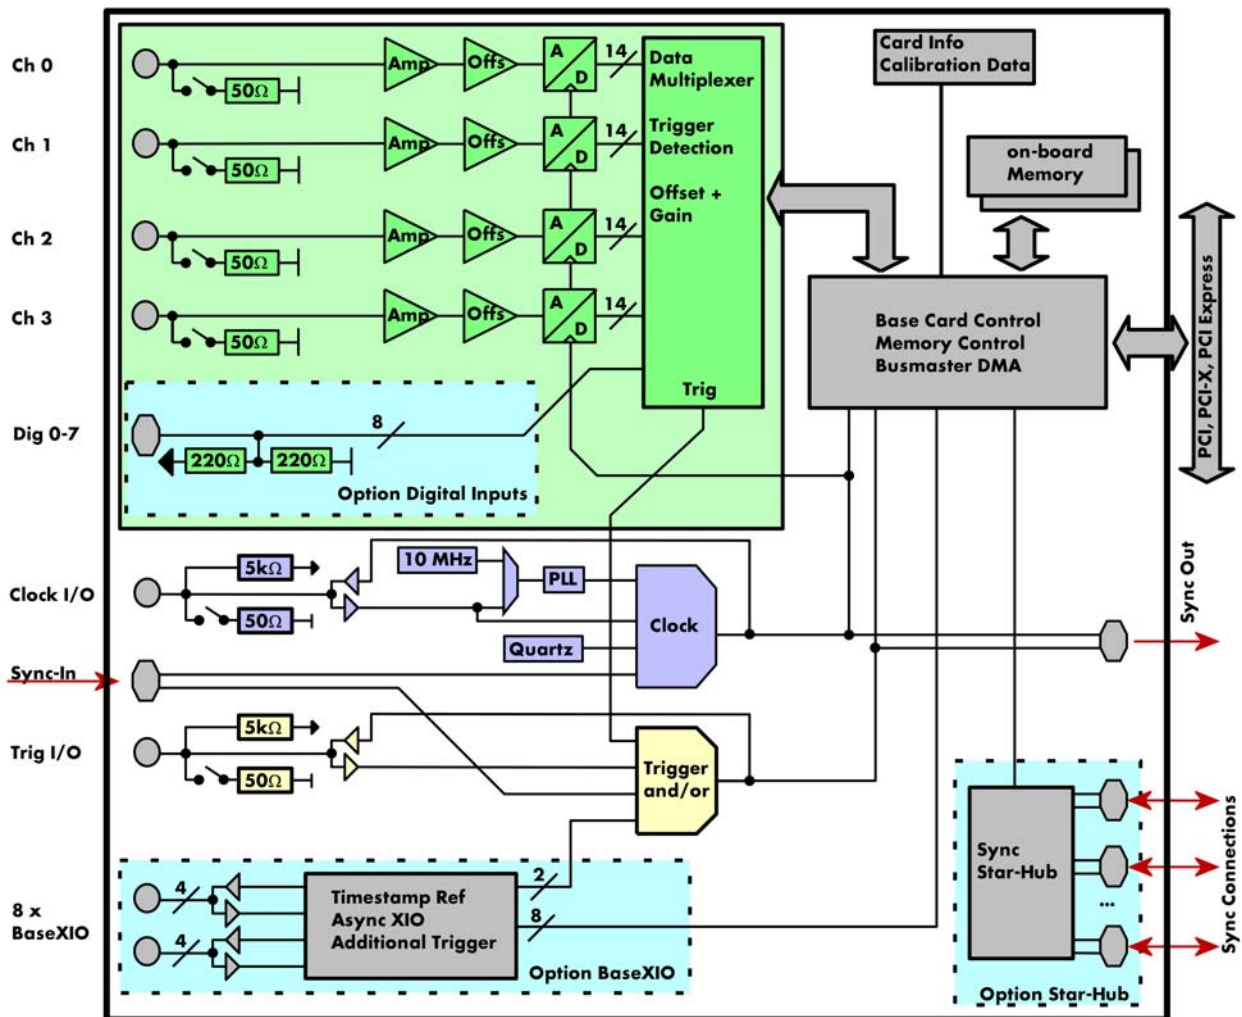 Ch 0
50Ω
Amp
Offs
A
D
14
Data
Multiplexer
Ch 1
50Ω
Amp
Offs
A
D
14
Trigger
Detection
Offset +
Gain
Ch 2
50Ω
Amp
Offs
A
D
14
Ch 3
50Ω
Amp
Offs
A
D
14
Trig
Dig 0-7
8
220Ω
220Ω
Option Digital Inputs
Card Info
Calibration Data
on-board
Memory
Base Card Control
Memory Control
Busmaster DMA
PCI, PCI-X, PCI Express
Clock I/O
5kΩ
50Ω
10 MHz
PLL
Quartz
Clock
Sync Out
Sync-In
Trig I/O
5kΩ
50Ω
Trigger
and/or
8 x
BaseXIO
4
4
Timestamp Ref
Async XIO
Additional Trigger
2
8
Option BaseXIO
Sync
Star-Hub
...
Option Star-Hub
Sync Connections